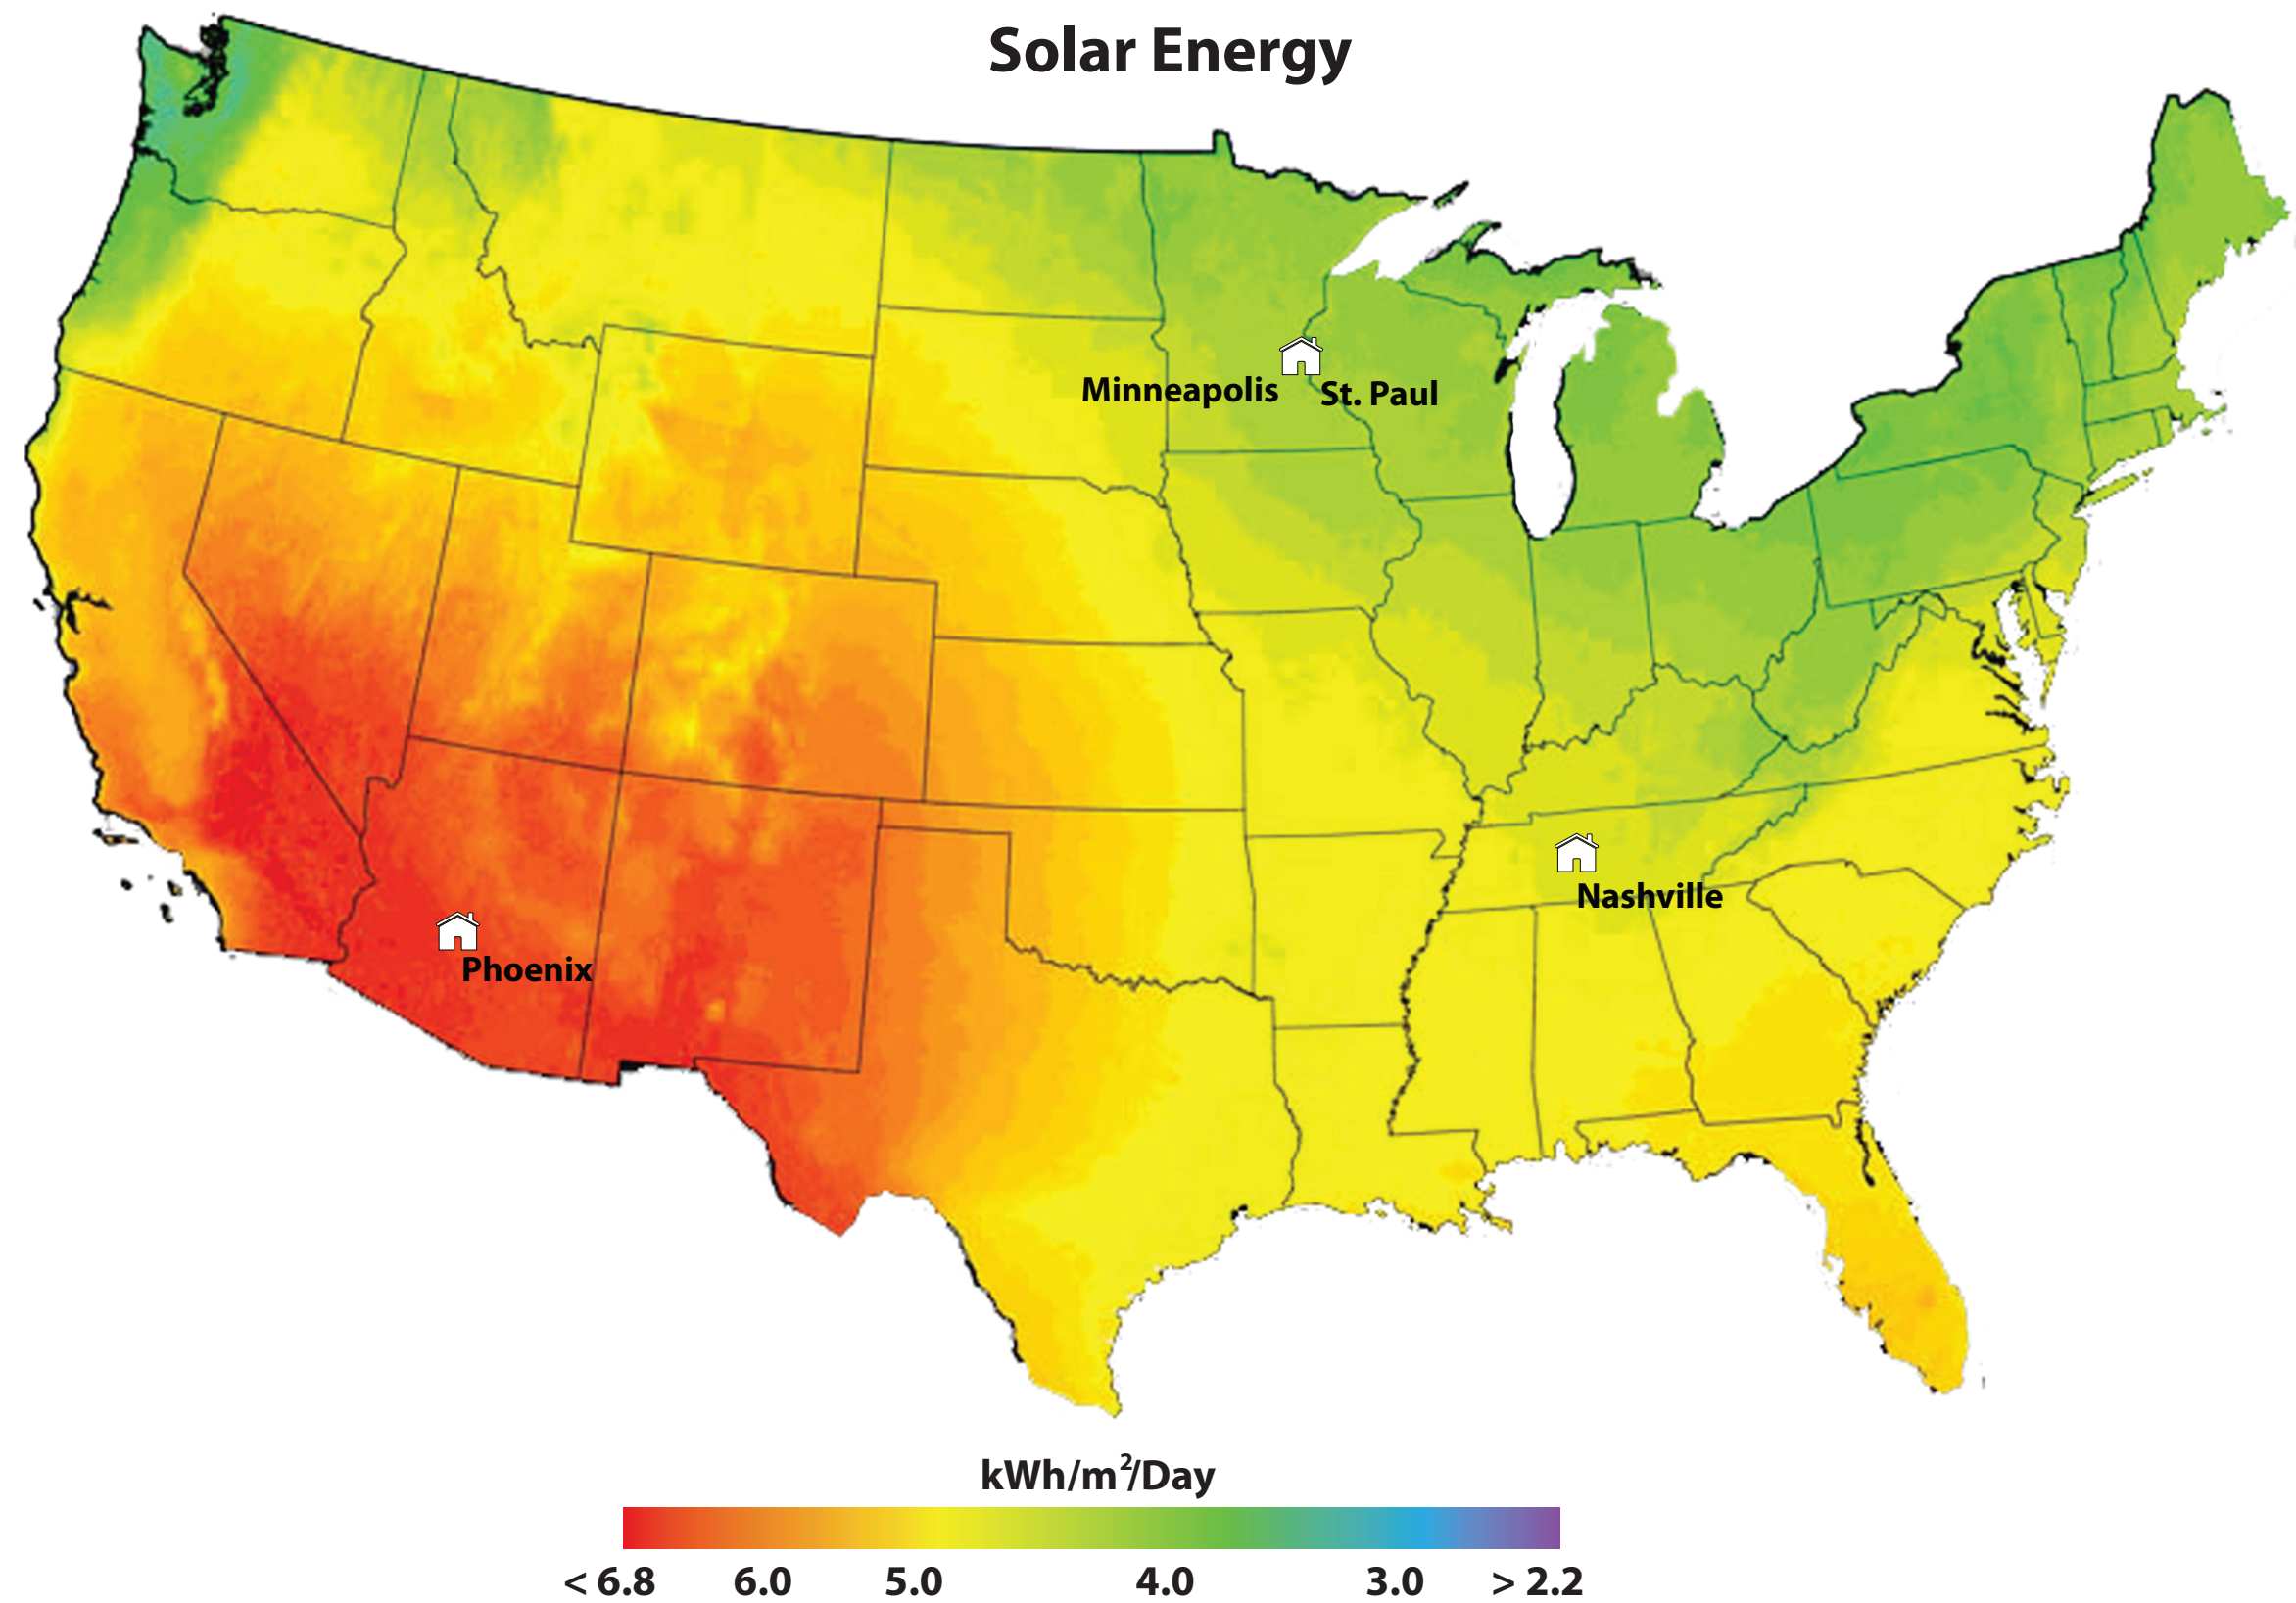 Solar Energy
Minneapolis
St. Paul
Nashville
Phoenix
kWh/m²/Day
< 6.8 6.0 5.0 4.0 3.0 > 2.2